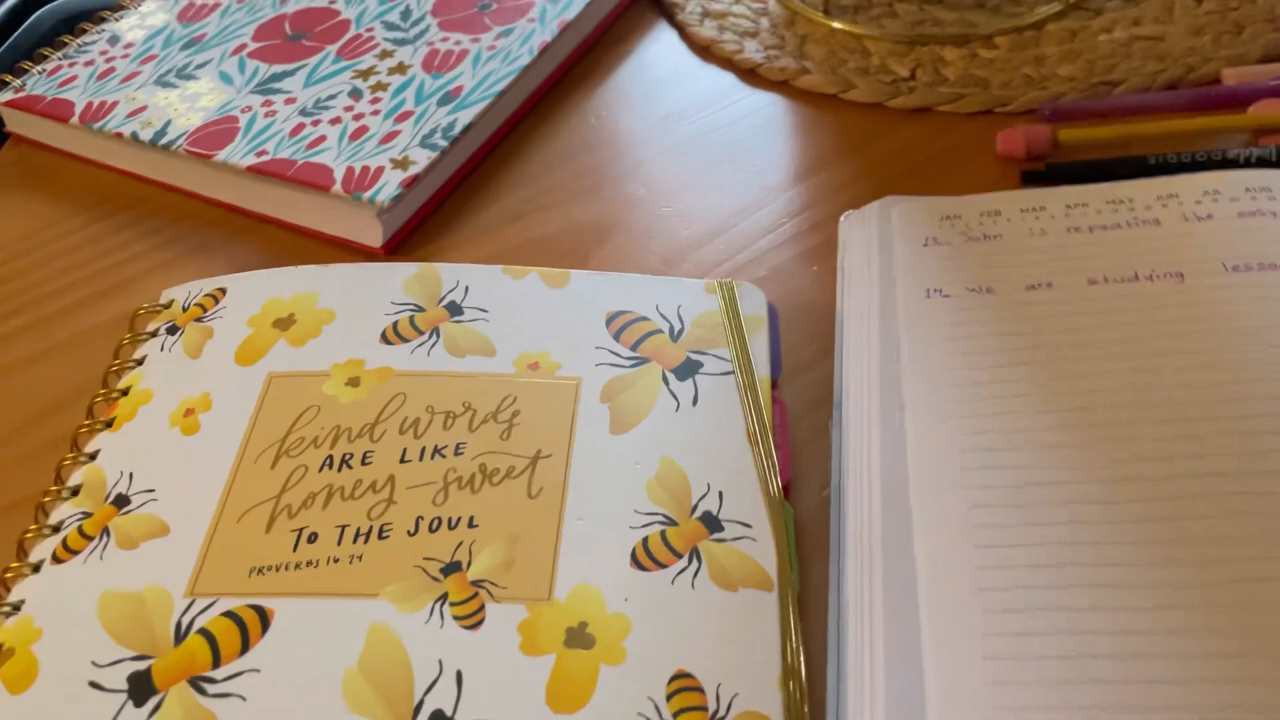 kind words
ARE LIKE
honey-sweet
TO THE SOUL
PROVERBS 16:24
JAN FEB MAR APR MAY JUN JUL AUG
13. John is repeating the easy
14. We are studying